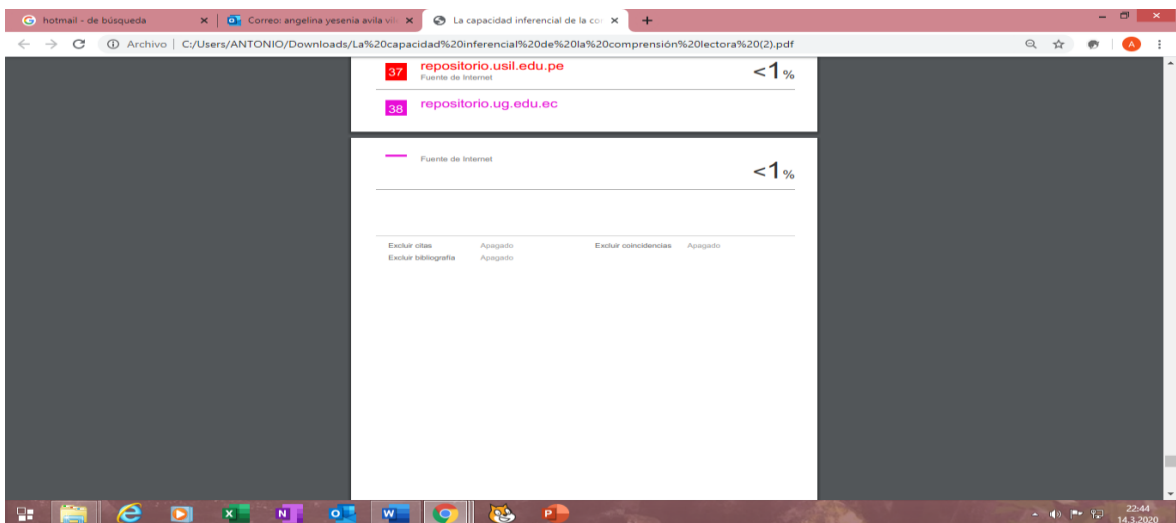 hotmail - de búsqueda
Correo: angelina yesenia avila vil
La capacidad inferencial de la co
Archivo | C:/Users/ANTONIO/Downloads/La%20capacidad%20inferencial%20de%20la%20comprensión%20lectora%20(2).pdf
A
37 repositorio.usil.edu.pe <1%
Fuente de Internet
38 repositorio.ug.edu.ec
Fuente de Internet
<1%
Excluir citas Apagado Excluir coincidencias Apagado
Excluir bibliografía Apagado
22:44
14.3.2020